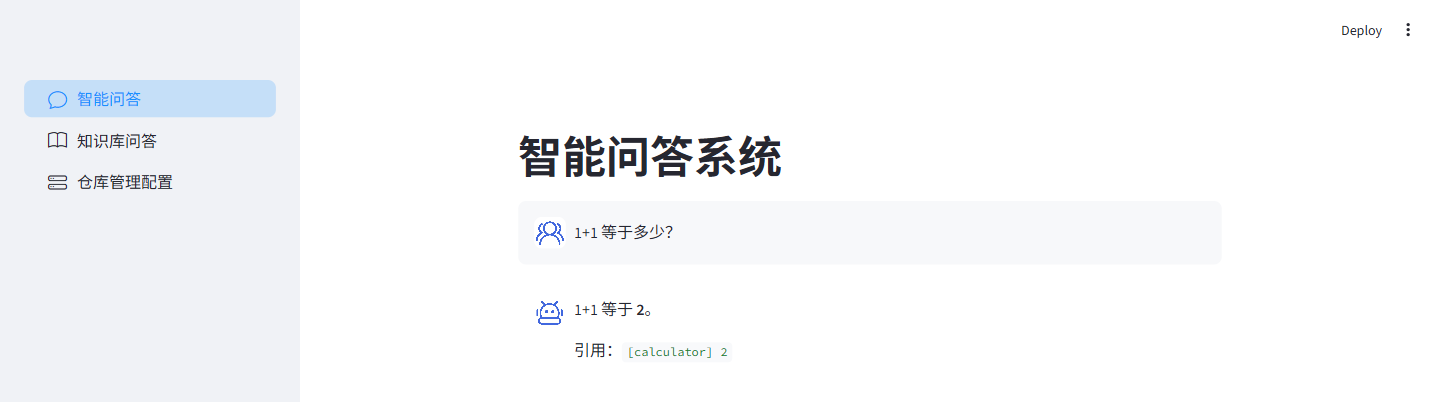 Deploy
智能问答
知识库问答
仓库管理配置
智能问答系统
1+1 等于多少?
1+1 等于 2。
引用： [calculator] 2